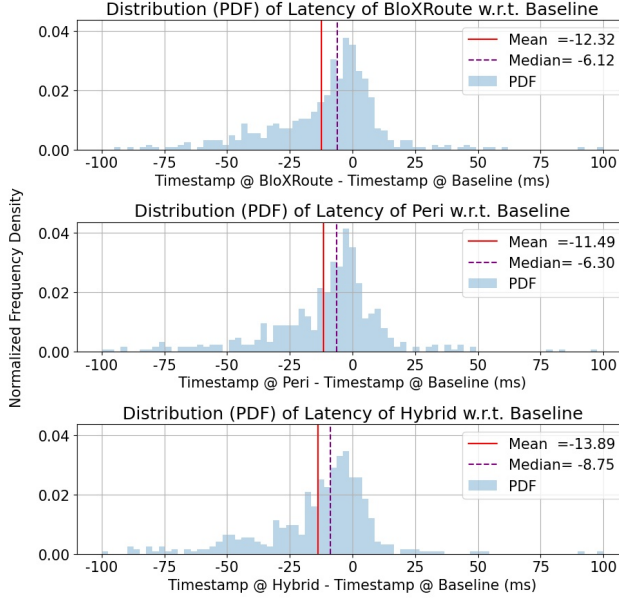 Distribution (PDF) of Latency of BloXRoute w.r.t. Baseline
0.04
0.02
0.00
Mean =-12.32
Median= -6.12
PDF
-100 -75 -50 -25 0 25 50 75 100
Timestamp @ BloXRoute - Timestamp @ Baseline (ms)
Normalized Frequency Density
Distribution (PDF) of Latency of Peri w.r.t. Baseline
0.04
0.02
0.00
Mean =-11.49
Median= -6.30
PDF
-100 -75 -50 -25 0 25 50 75 100
Timestamp @ Peri - Timestamp @ Baseline (ms)
Distribution (PDF) of Latency of Hybrid w.r.t. Baseline
0.04
0.02
0.00
Mean =-13.89
Median= -8.75
PDF
-100 -75 -50 -25 0 25 50 75 100
Timestamp @ Hybrid - Timestamp @ Baseline (ms)